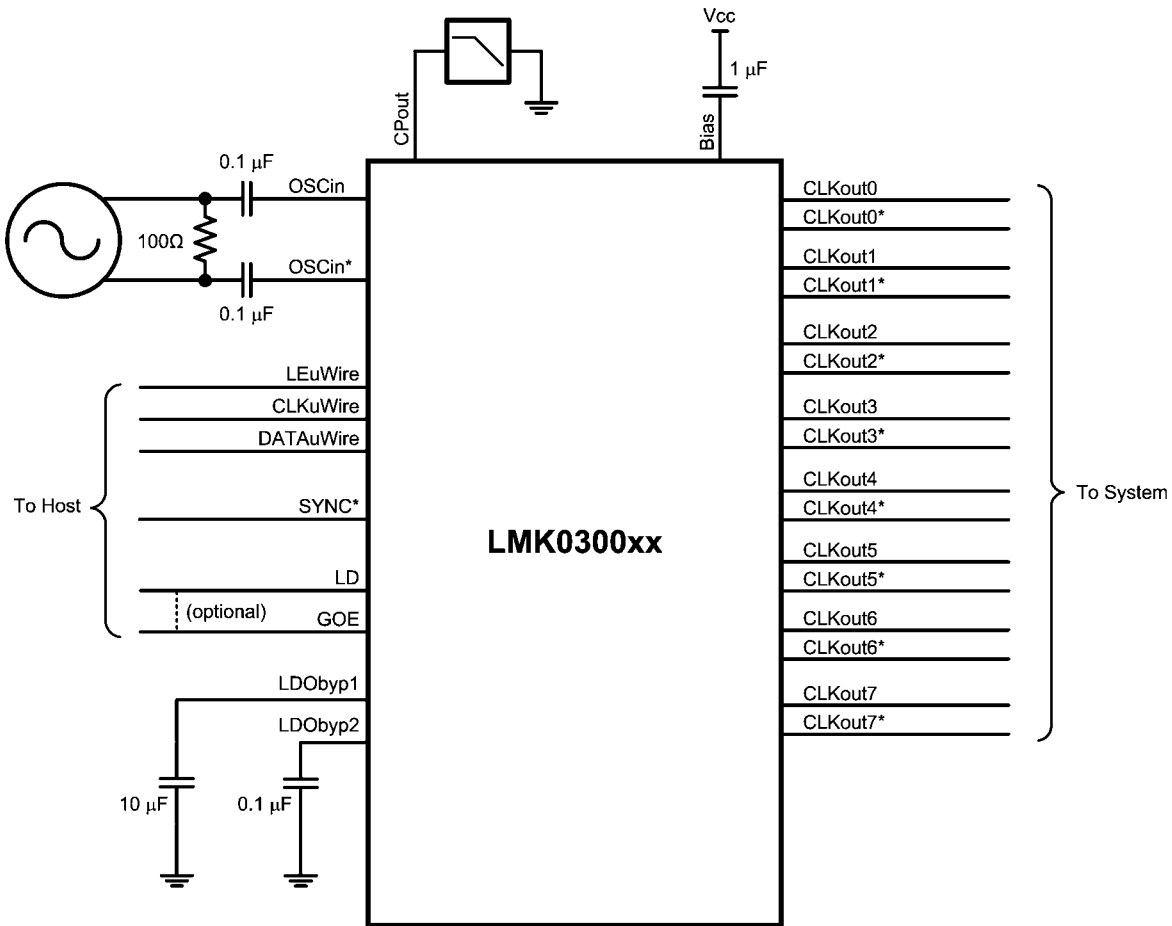 Vcc
1 µF
CPout
Bias
0.1 µF
OSCin
100Ω
OSCin*
0.1 µF
LEuWire
CLKuWire
DATAuWire
To Host
SYNC*
LD
(optional)
GOE
LDObyp1
LDObyp2
10 µF
0.1 µF
LMK0300xx
CLKout0
CLKout0*
CLKout1
CLKout1*
CLKout2
CLKout2*
CLKout3
CLKout3*
CLKout4
CLKout4*
CLKout5
CLKout5*
CLKout6
CLKout6*
CLKout7
CLKout7*
To System